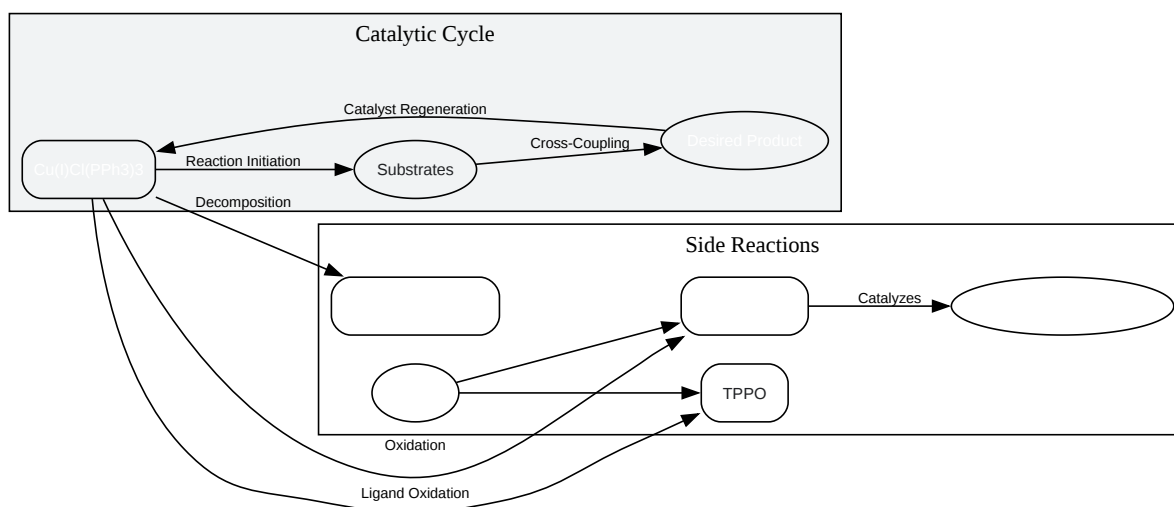 Catalytic Cycle
Catalyst Regeneration
Cu(I)Cl(PPh3)3
Reaction Initiation
Substrates
Cross-Coupling
Desired Product
Decomposition
Side Reactions
Catalyzes
TPPO
Oxidation
Ligand Oxidation